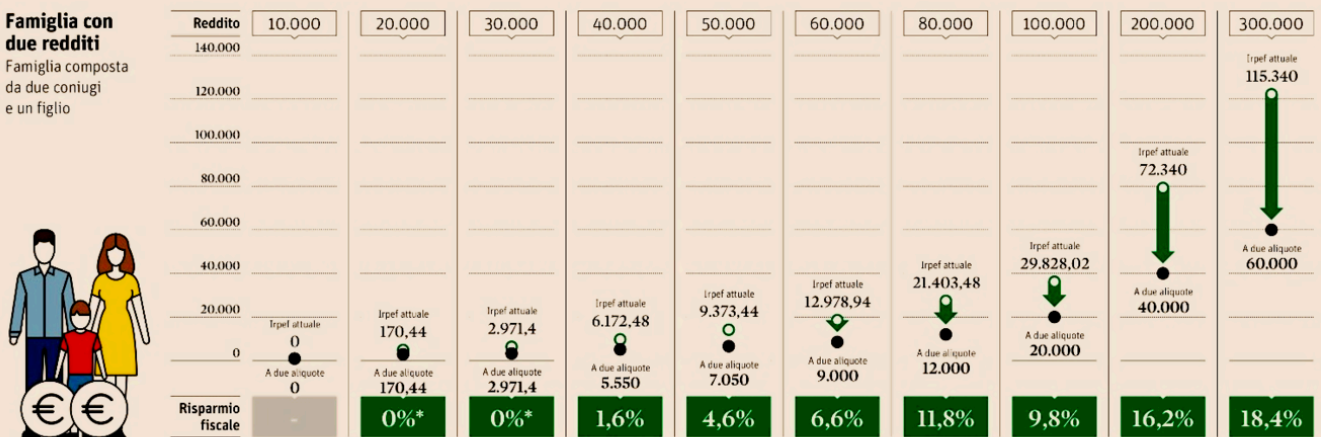 Famiglia con
due redditi
Famiglia composta
da due coniugi
e un figlio
Reddito 10.000 20.000 30.000 40.000 50.000 60.000 80.000 100.000 200.000 300.000
140.000
120.000
100.000
80.000
60.000
40.000
20.000
0
Irpef attuale
0
A due aliquote
0
Irpef attuale
170,44
A due aliquote
170,44
Irpef attuale
2.971,4
A due aliquote
2.971,4
Irpef attuale
6.172,48
A due aliquote
5.550
Irpef attuale
9.373,44
A due aliquote
7.050
Irpef attuale
12.978,94
A due aliquote
9.000
Irpef attuale
21.403,48
A due aliquote
12.000
Irpef attuale
29.828,02
A due aliquote
20.000
Irpef attuale
72.340
A due aliquote
40.000
Irpef attuale
115.340
A due aliquote
60.000
€ €
Risparmio
fiscale
- 0%* 0%* 1,6% 4,6% 6,6% 11,8% 9,8% 16,2% 18,4%